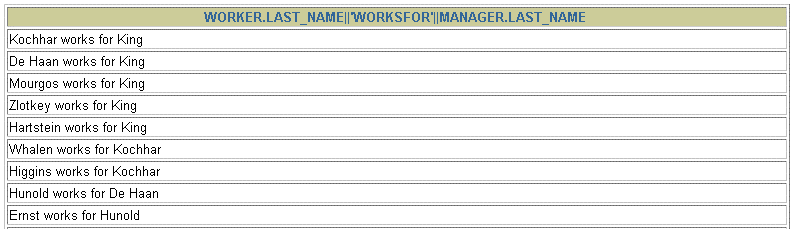 WORKER.LAST_NAME||'WORKSFOR'||MANAGER.LAST_NAME
Kochhar works for King
De Haan works for King
Mourgos works for King
Zlotkey works for King
Hartstein works for King
Whalen works for Kochhar
Higgins works for Kochhar
Hunold works for De Haan
Ernst works for Hunold